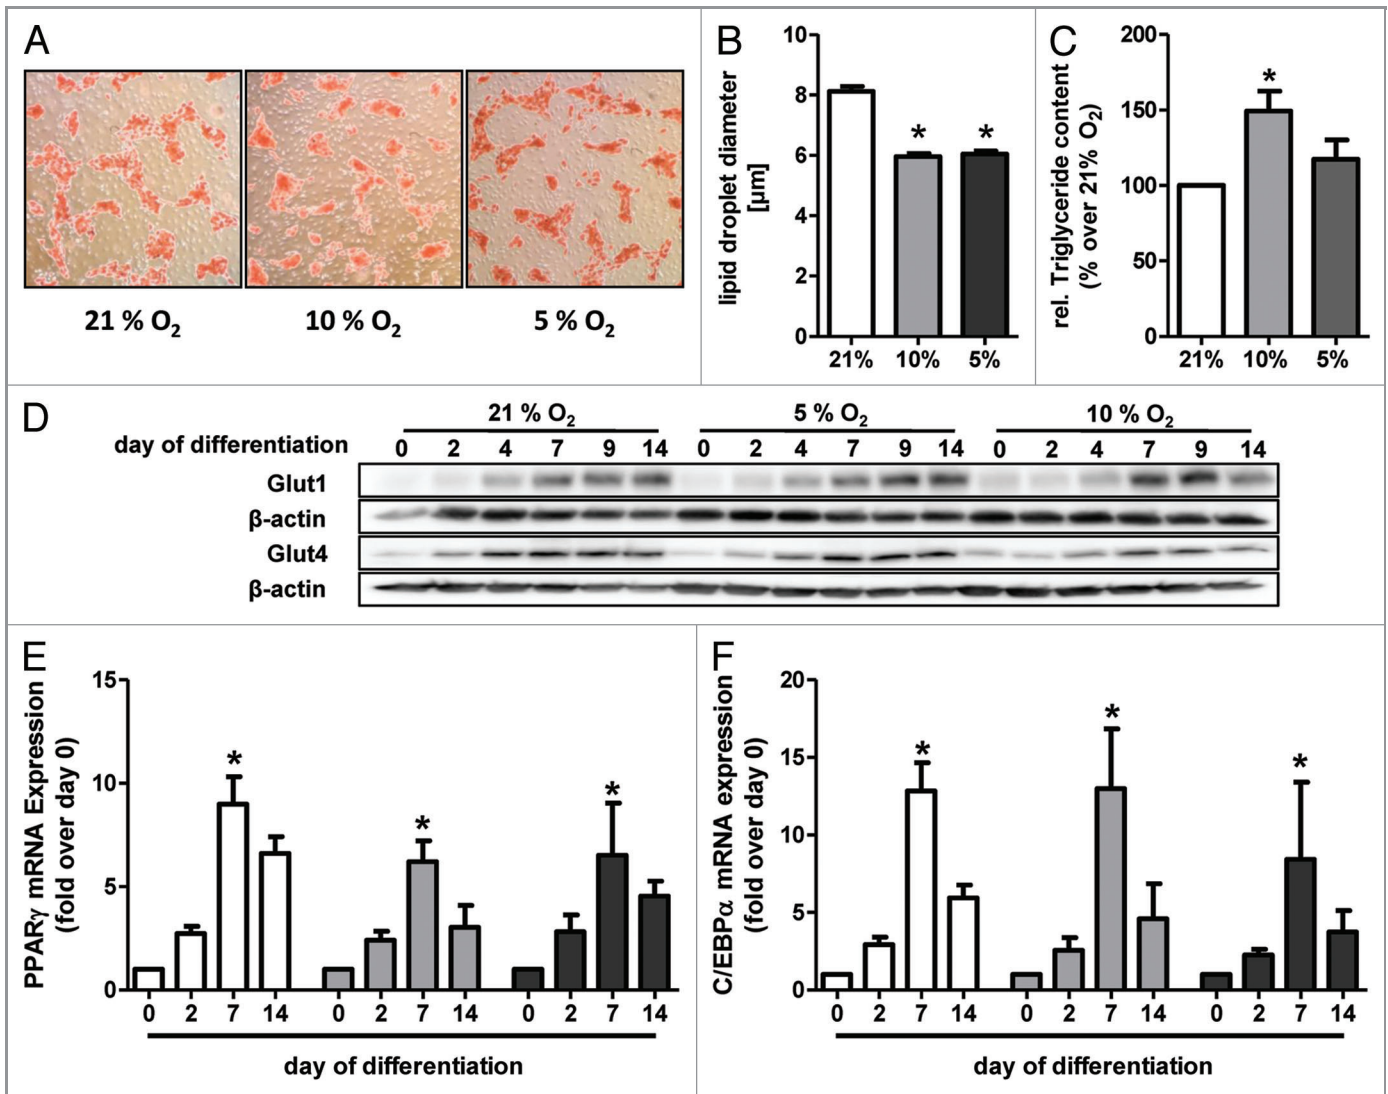 A
21 % O₂
10 % O₂
5 % O₂
B
lipid droplet diameter
[µm]
10
8
6
4
2
0
* *
21% 10% 5%
C
rel. Triglyceride content
(% over 21% O₂)
200
150
100
50
0
*
21% 10% 5%
D
21 % O₂ 5 % O₂ 10 % O₂
day of differentiation 0 2 4 7 9 14 0 2 4 7 9 14 0 2 4 7 9 14
Glut1
β-actin
Glut4
β-actin
E
PPARγ mRNA Expression
(fold over day 0)
15
10
5
0
* * *
0 2 7 14 0 2 7 14 0 2 7 14
day of differentiation
F
C/EBPα mRNA expression
(fold over day 0)
20
15
10
5
0
* * *
0 2 7 14 0 2 7 14 0 2 7 14
day of differentiation